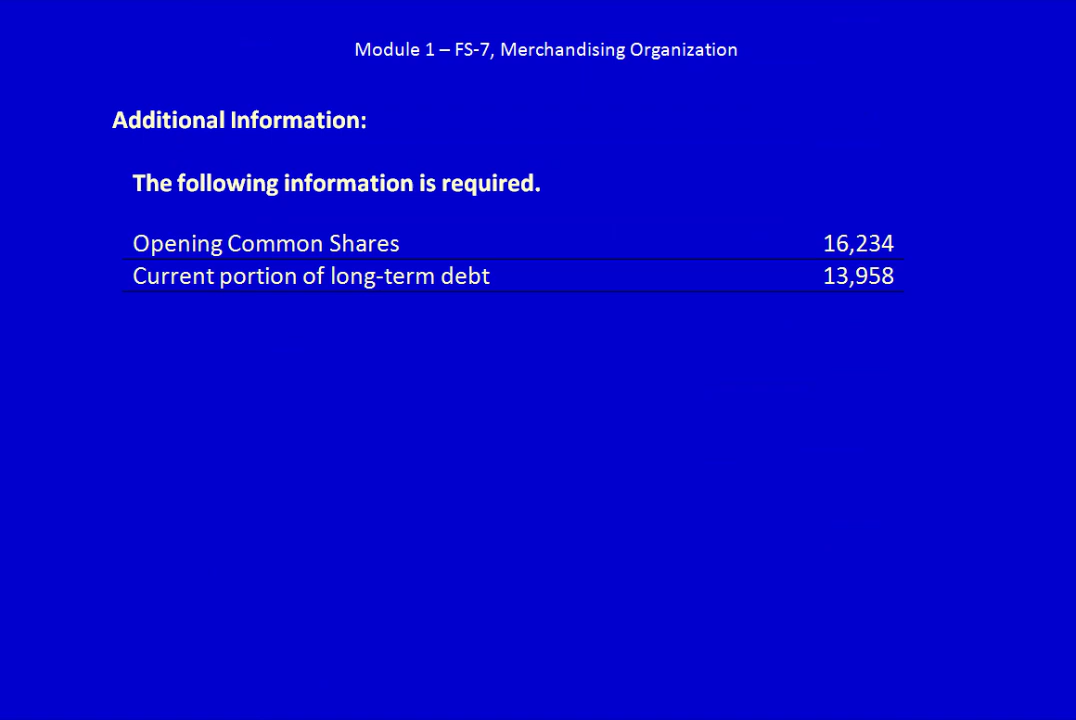 Module 1 – FS-7, Merchandising Organization
Additional Information:
The following information is required.
Opening Common Shares 16,234
Current portion of long-term debt 13,958